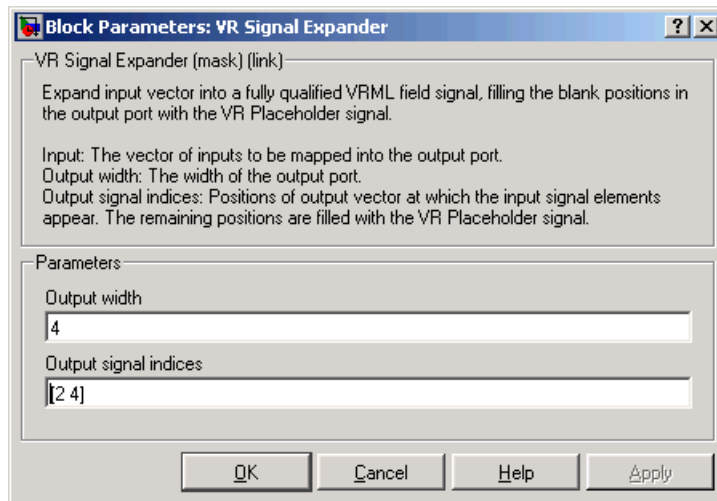 Block Parameters: VR Signal Expander
VR Signal Expander (mask) (link)
Expand input vector into a fully qualified VRML field signal, filling the blank positions in
the output port with the VR Placeholder signal.
Input: The vector of inputs to be mapped into the output port.
Output width: The width of the output port.
Output signal indices: Positions of output vector at which the input signal elements
appear. The remaining positions are filled with the VR Placeholder signal.
Parameters
Output width
4
Output signal indices
[2 4]
OK Cancel Help Apply